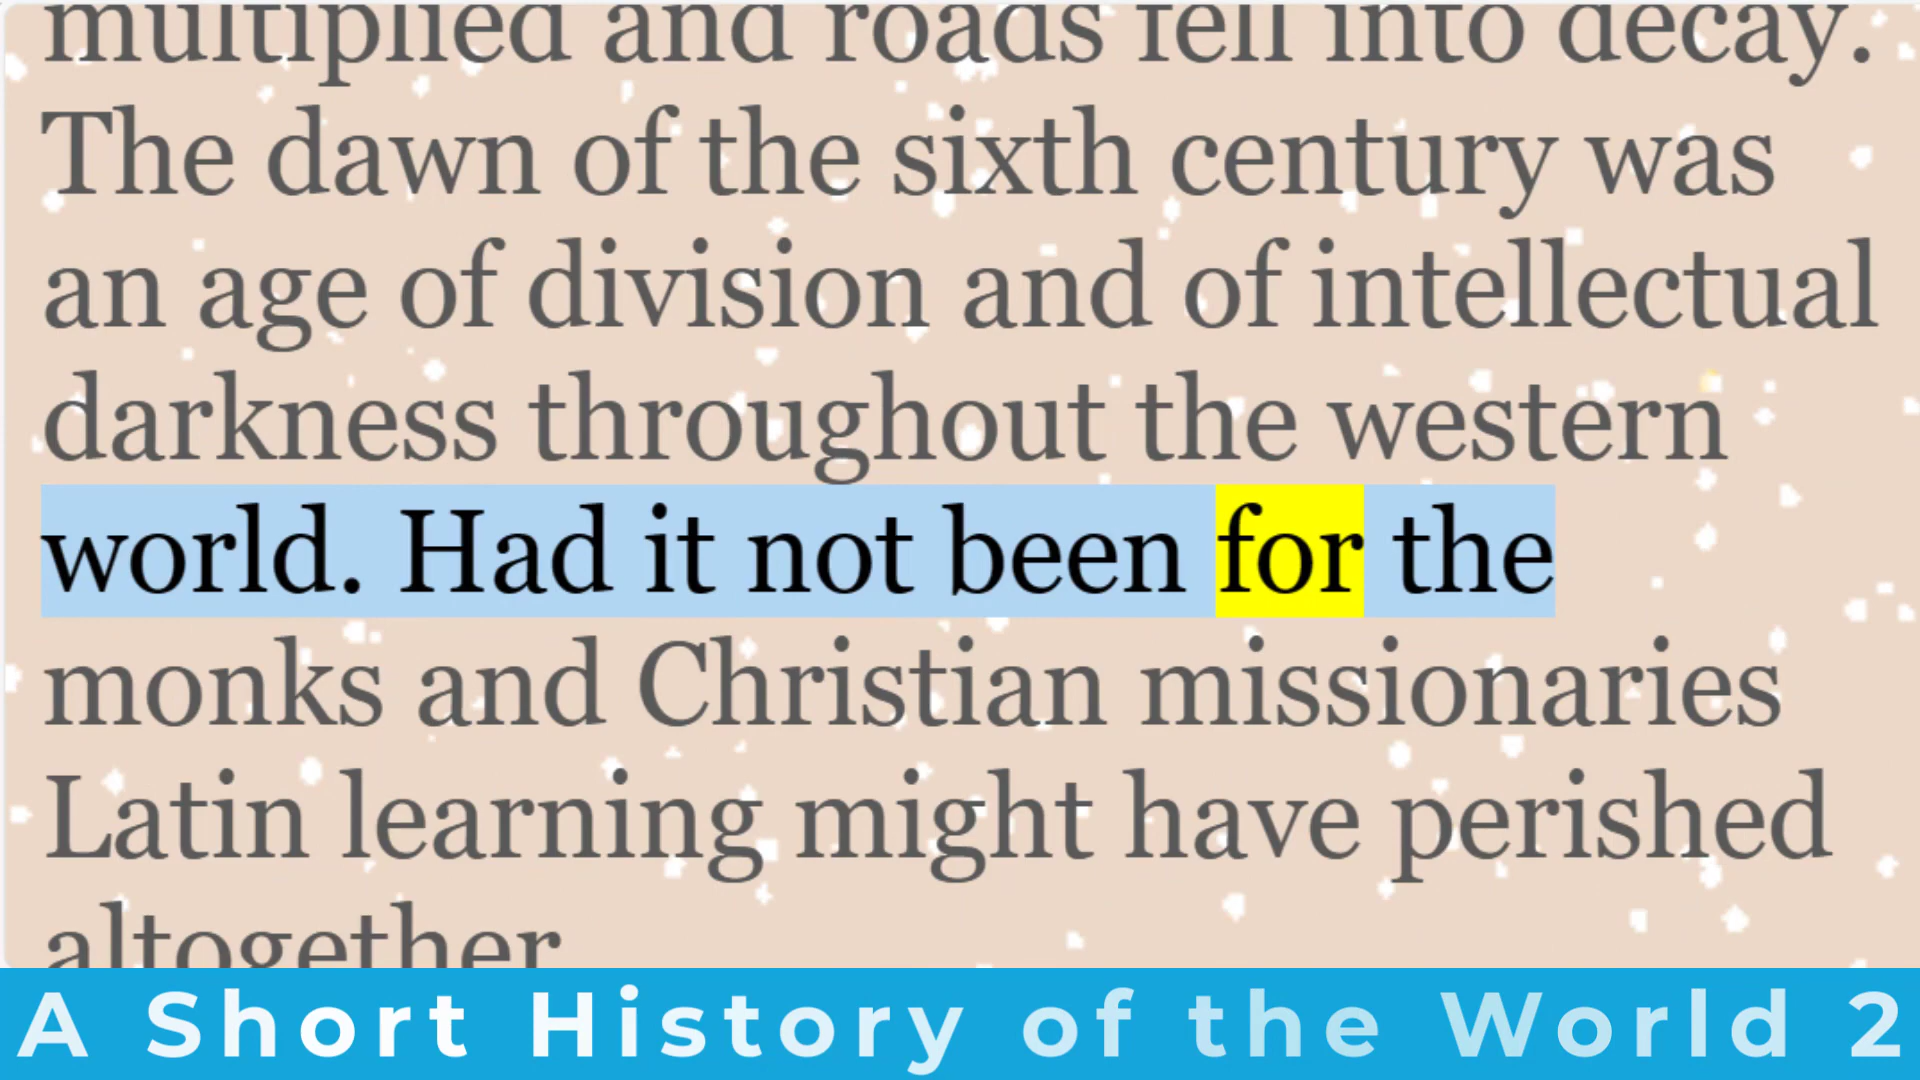 multiplied and roads fell into decay.
The dawn of the sixth century was
an age of division and of intellectual
darkness throughout the western
world. Had it not been for the
monks and Christian missionaries
Latin learning might have perished
altogether
A Short History of the World 2